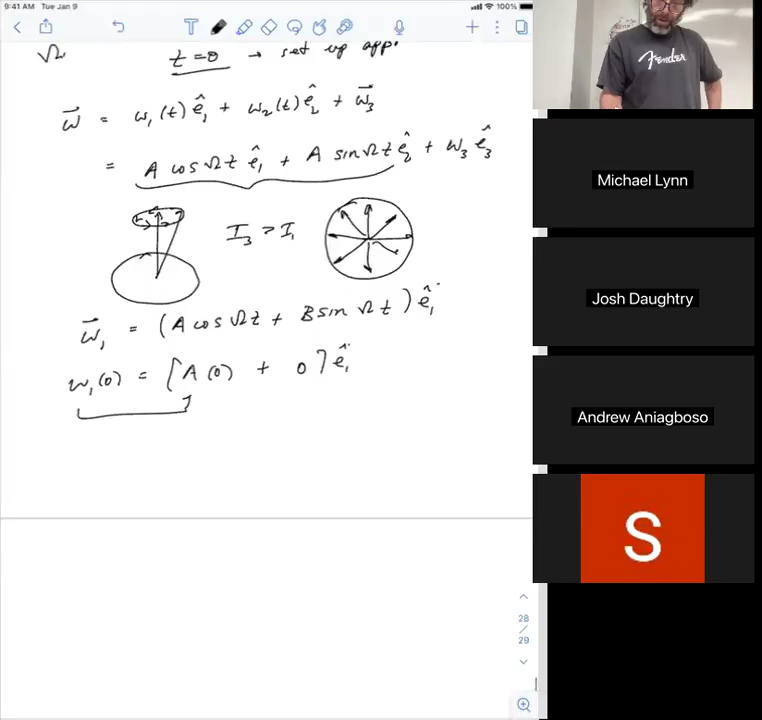 9:41 AM Tue Jan 9
100%
Ω
t = 0 → set up app.
ω⃗ = ω₁(t) ê₁ + ω₂(t) ê₂ + ω⃗₃
= A cos Ωt ê₁ + A sin Ωt ê₂ + ω₃ ê₃
I₃ > I₁
ω⃗₁ = (A cos Ωt + B sin Ωt) ê₁
ω₁(0) = [A(0) + 0] ê₁
28
/
29
Fender
Michael Lynn
Josh Daughtry
Andrew Aniagboso
S